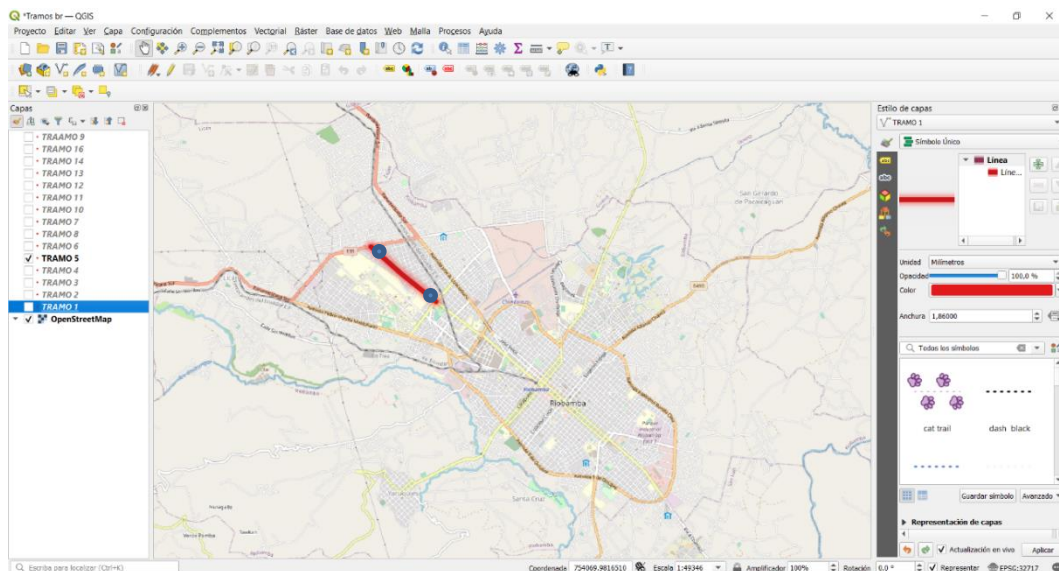 *Tramos br — QGIS
Proyecto Editar Ver Capa Configuración Complementos Vectorial Ráster Base de datos Web Malla Procesos Ayuda
Capas
TRAAMO 9
TRAMO 16
TRAMO 14
TRAMO 13
TRAMO 12
TRAMO 11
TRAMO 10
TRAMO 7
TRAMO 8
TRAMO 6
TRAMO 5
TRAMO 4
TRAMO 3
TRAMO 2
TRAMO 1
OpenStreetMap
San Gerardo
de Pacaicaguán
Riobamba
Riobamba
Santa Cruz
Estilo de capas
TRAMO 1
Símbolo Único
Línea
Líne...
Unidad Milímetros
Opacidad 100,0 %
Color
Anchura 1,86000
Todos los símbolos
cat trail dash black
Guardar símbolo Avanzado
Representación de capas
Actualización en vivo Aplicar
Escriba para localizar (Ctrl+K)
Coordenada 754069,9816510 Escala 1:49346 Amplificador 100% Rotación 0,0 ° Representar EPSG:32717